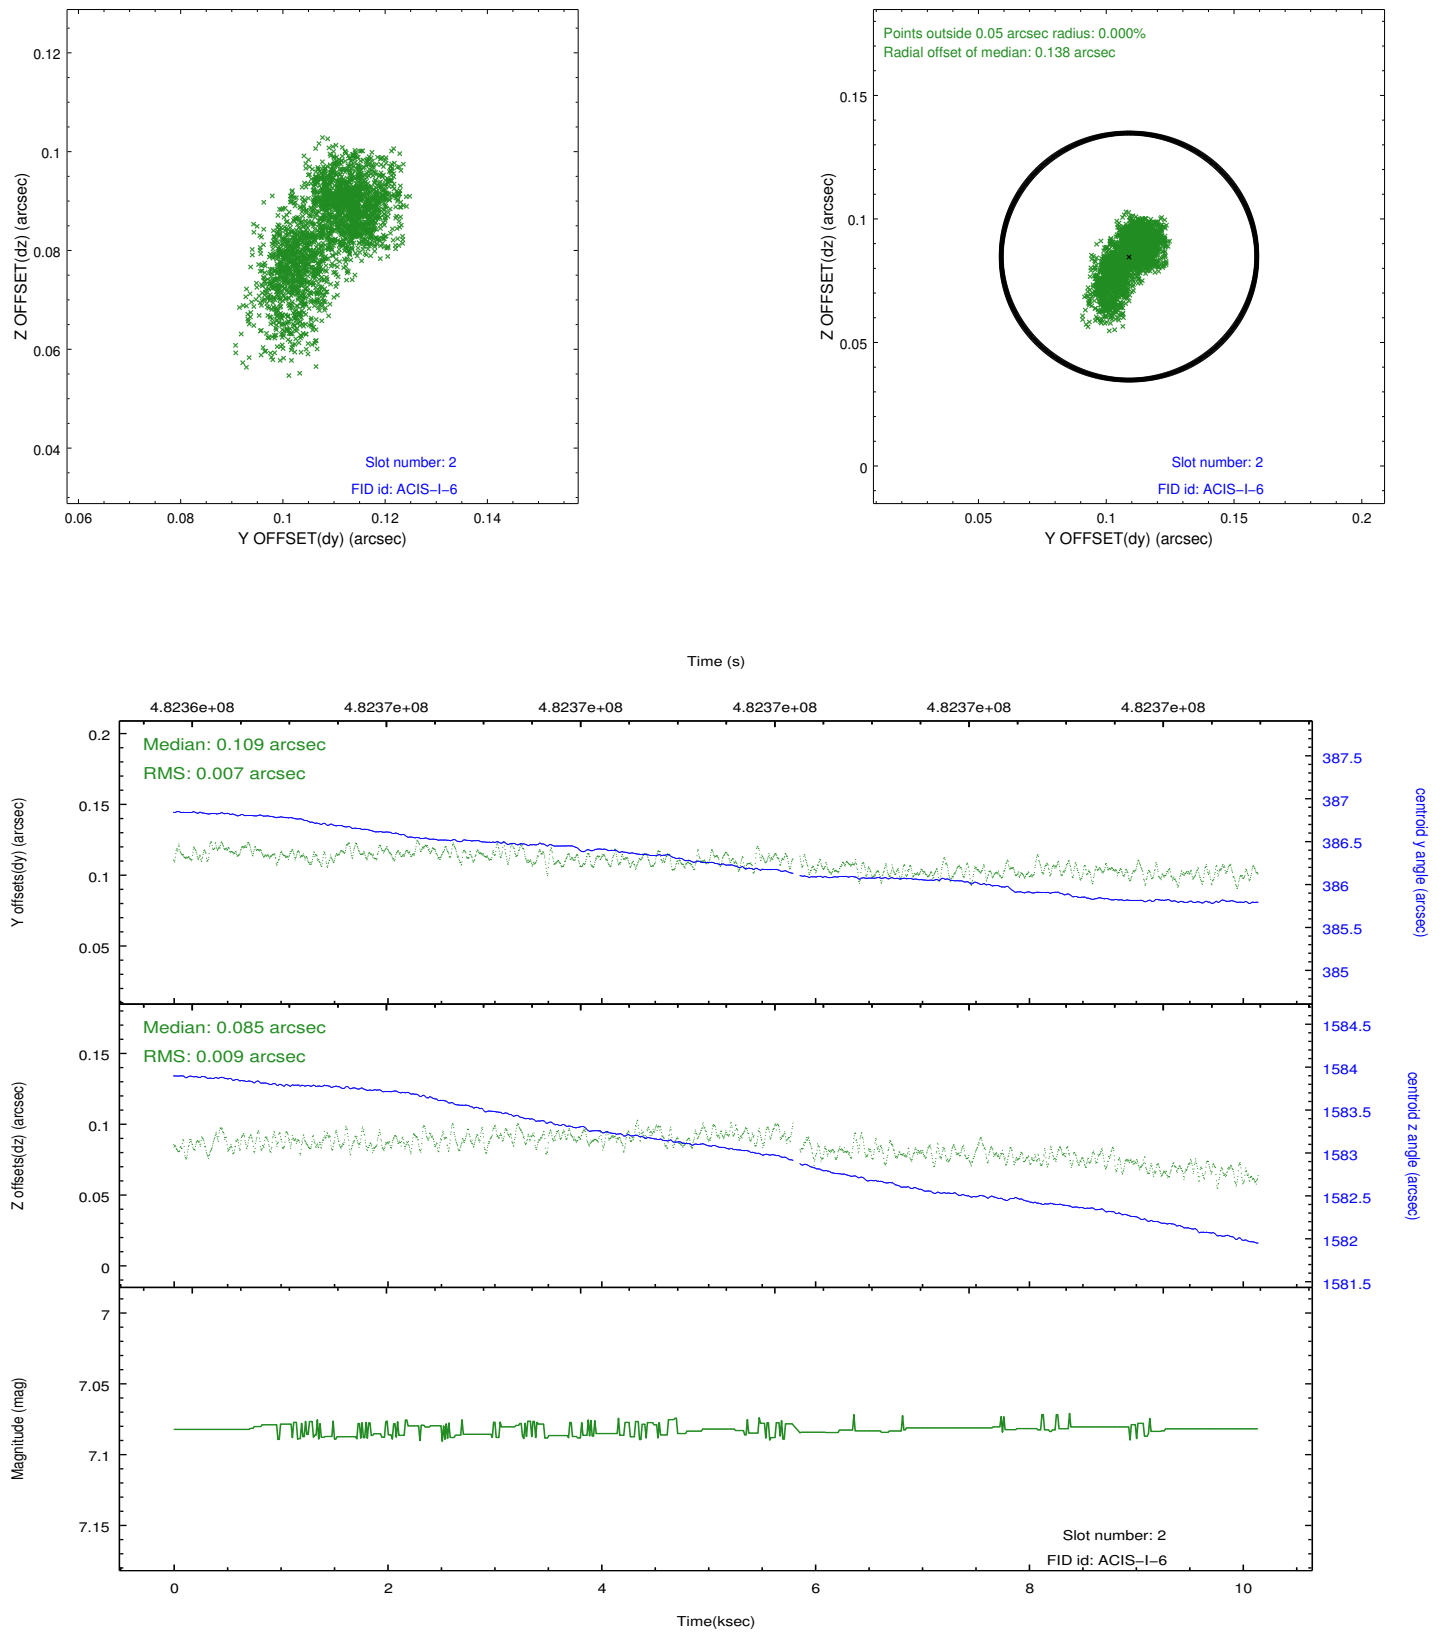 0.12
0.1
0.08
0.06
0.04
Z OFFSET(dz) (arcsec)
Slot number: 2
FID id: ACIS-I-6
0.06 0.08 0.1 0.12 0.14
Y OFFSET(dy) (arcsec)
Points outside 0.05 arcsec radius: 0.000%
Radial offset of median: 0.138 arcsec
0.15
0.1
0.05
0
Z OFFSET(dz) (arcsec)
Slot number: 2
FID id: ACIS-I-6
0.05 0.1 0.15 0.2
Y OFFSET(dy) (arcsec)
Time (s)
4.8236e+08 4.8237e+08 4.8237e+08 4.8237e+08 4.8237e+08 4.8237e+08
Median: 0.109 arcsec
RMS: 0.007 arcsec
0.2
0.15
0.1
0.05
Y offsets(dy) (arcsec)
387.5
387
386.5
386
385.5
385
centroid y angle (arcsec)
Median: 0.085 arcsec
RMS: 0.009 arcsec
0.15
0.1
0.05
0
Z offsets(dz) (arcsec)
1584.5
1584
1583.5
1583
1582.5
1582
1581.5
centroid z angle (arcsec)
7
7.05
7.1
7.15
Magnitude (mag)
Slot number: 2
FID id: ACIS-I-6
0 2 4 6 8 10
Time(ksec)